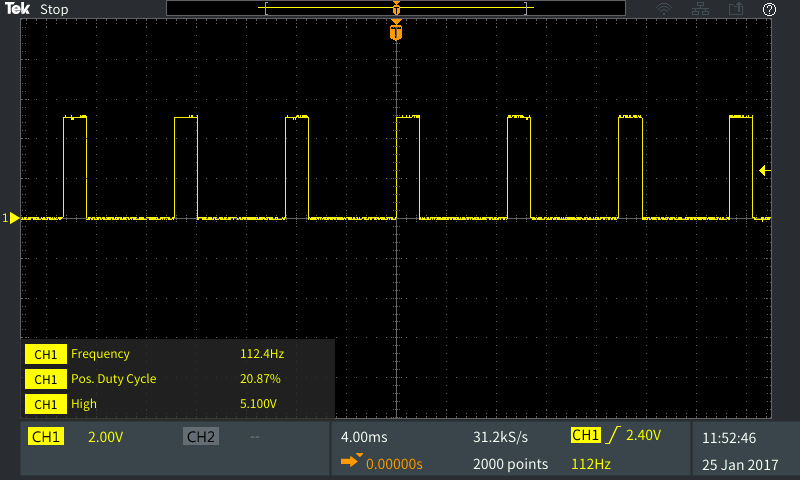 Tek Stop
T
T
1
CH1 Frequency 112.4Hz
CH1 Pos. Duty Cycle 20.87%
CH1 High 5.100V
CH1 2.00V CH2 -- 4.00ms 31.2kS/s CH1 2.40V 11:52:46
0.00000s 2000 points 112Hz 25 Jan 2017